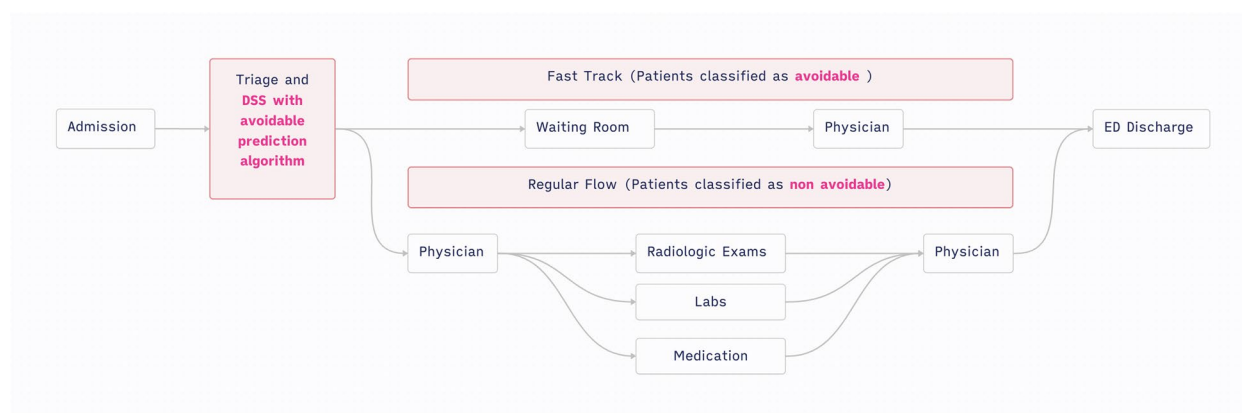 Fast Track (Patients classified as avoidable )
Triage and
DSS with
avoidable
prediction
algorithm
Admission
Waiting Room
Physician
ED Discharge
Regular Flow (Patients classified as non avoidable)
Physician
Radiologic Exams
Physician
Labs
Medication